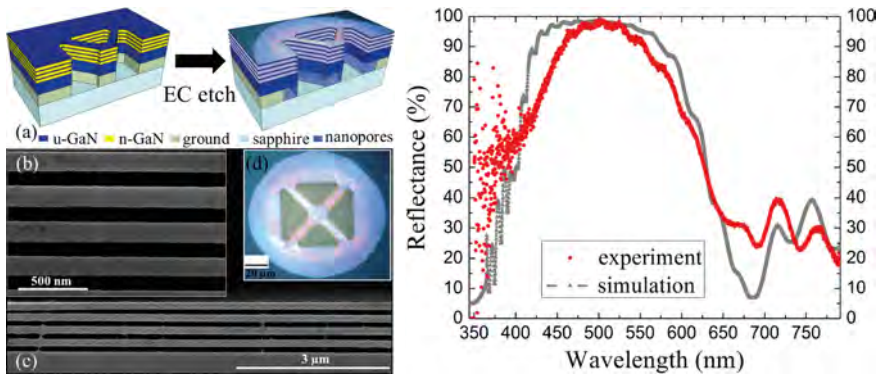 EC etch
(a) u-GaN n-GaN ground sapphire nanopores
(b)
500 nm
(d)
20 μm
(c)
3 μm
Reflectance (%)
100
90
80
70
60
50
40
30
20
10
0
experiment
simulation
100
90
80
70
60
50
40
30
20
10
0
350 400 450 500 550 600 650 700 750
Wavelength (nm)